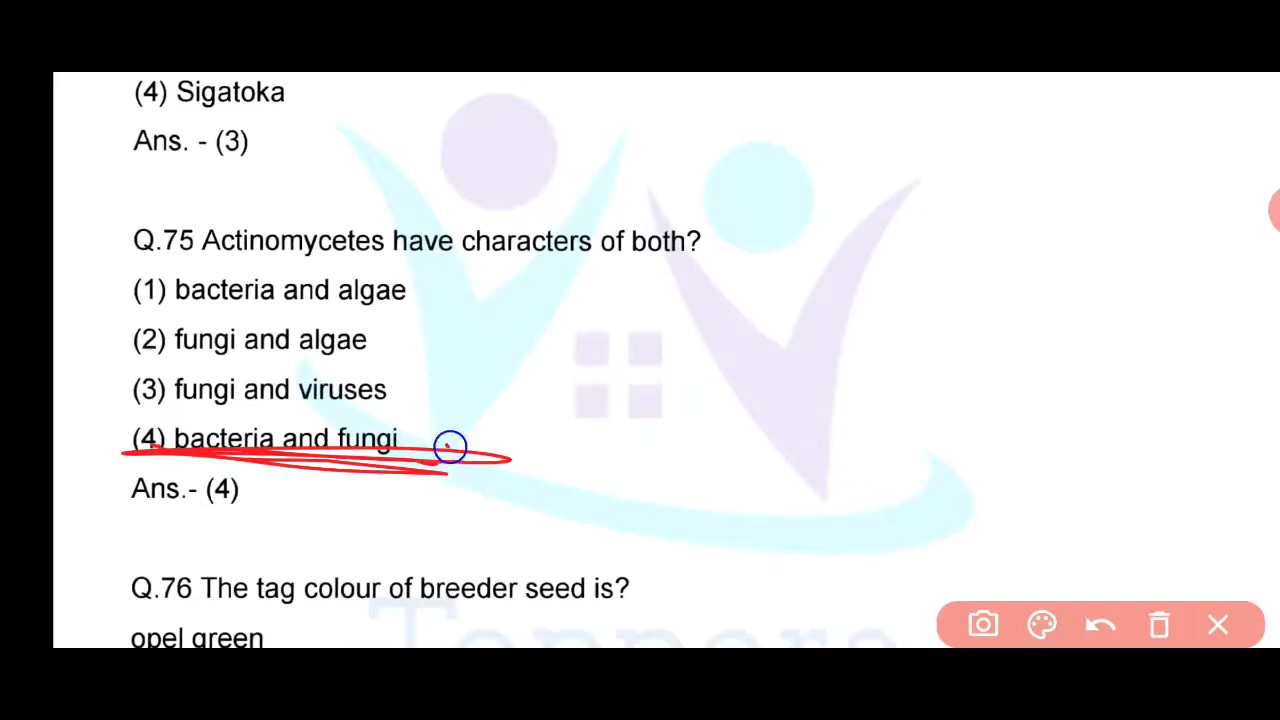 (4) Sigatoka
Ans. - (3)
Q.75 Actinomycetes have characters of both?
(1) bacteria and algae
(2) fungi and algae
(3) fungi and viruses
(4) bacteria and fungi
Ans.- (4)
Q.76 The tag colour of breeder seed is?
opel green
Toppers